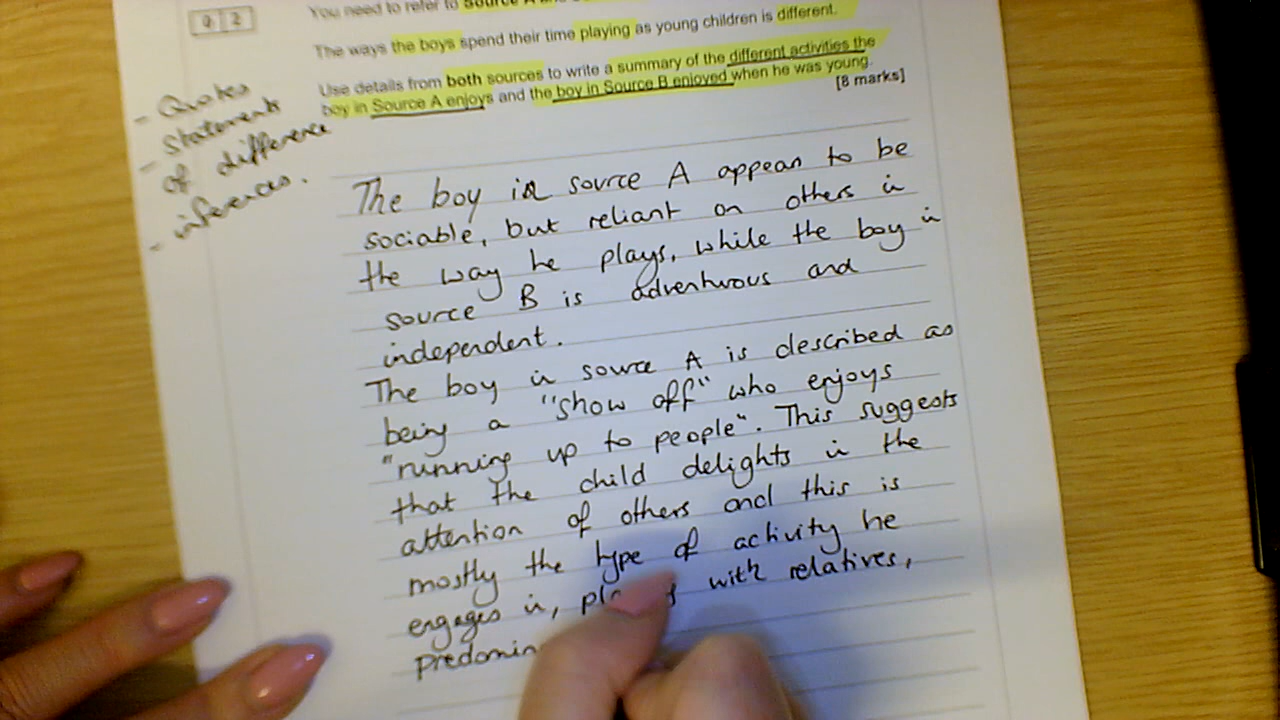 0 2
You need to refer to Source A
The ways the boys spend their time playing as young children is different.
Use details from both sources to write a summary of the different activities the
boy in Source A enjoys and the boy in Source B enjoyed when he was young.
[8 marks]
- Quotes
- Statements
of difference
- inferences.
The boy in source A appears to be
sociable, but reliant on others in
the way he plays, while the boy in
source B is adventurous and
independent.
The boy in source A is described as
being a "show off" who enjoys
"running up to people". This suggests
that the child delights in the
attention of others and this is
mostly the type of activity he
engages in, with relatives,